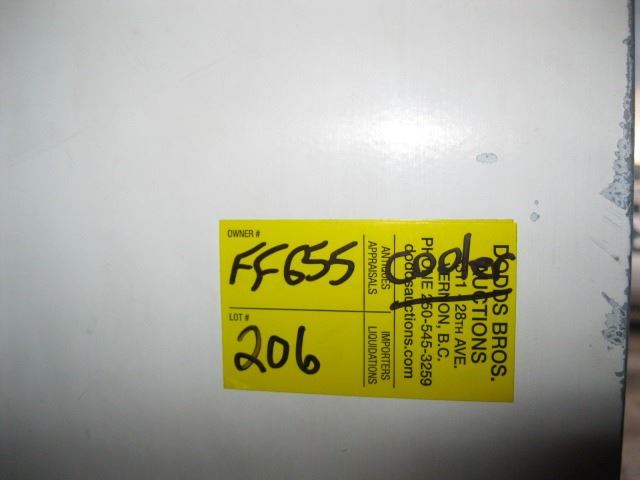 OWNER #
FF655
LOT #
206
ANTIQUES
APPRAISALS
IMPORTERS
LIQUIDATIONS
DODDS BROS.
AUCTIONS
28TH AVE.
VERNON, B.C.
PHONE 250-545-3259
doddsauctions.com